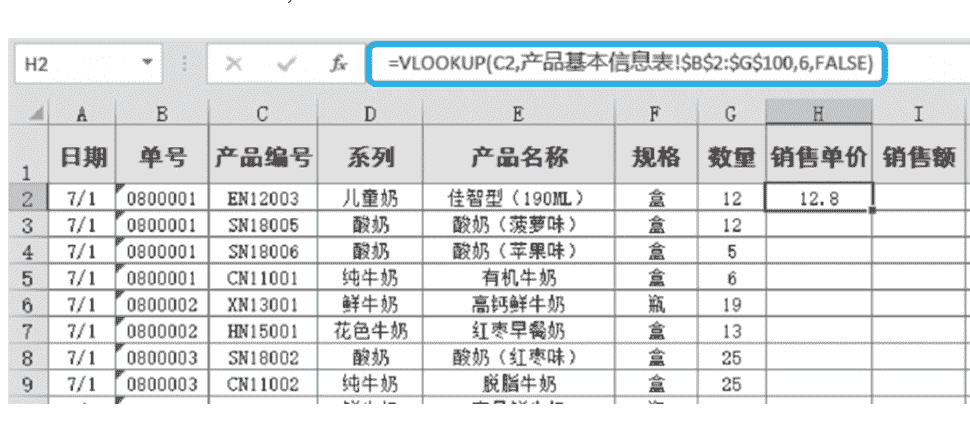 H2 fx =VLOOKUP(C2,产品基本信息表!$B$2:$G$100,6,FALSE)
A B C D E F G H I
1 日期 单号 产品编号 系列 产品名称 规格 数量 销售单价 销售额
2 7/1 0800001 EN12003 儿童奶 佳智型（190ML） 盒 12 12.8
3 7/1 0800001 SN18005 酸奶 酸奶（菠萝味） 盒 12
4 7/1 0800001 SN18006 酸奶 酸奶（苹果味） 盒 5
5 7/1 0800001 CN11001 纯牛奶 有机牛奶 盒 6
6 7/1 0800002 XN13001 鲜牛奶 高钙鲜牛奶 瓶 19
7 7/1 0800002 HN15001 花色牛奶 红枣早餐奶 盒 13
8 7/1 0800003 SN18002 酸奶 酸奶（红枣味） 盒 25
9 7/1 0800003 CN11002 纯牛奶 脱脂牛奶 盒 25